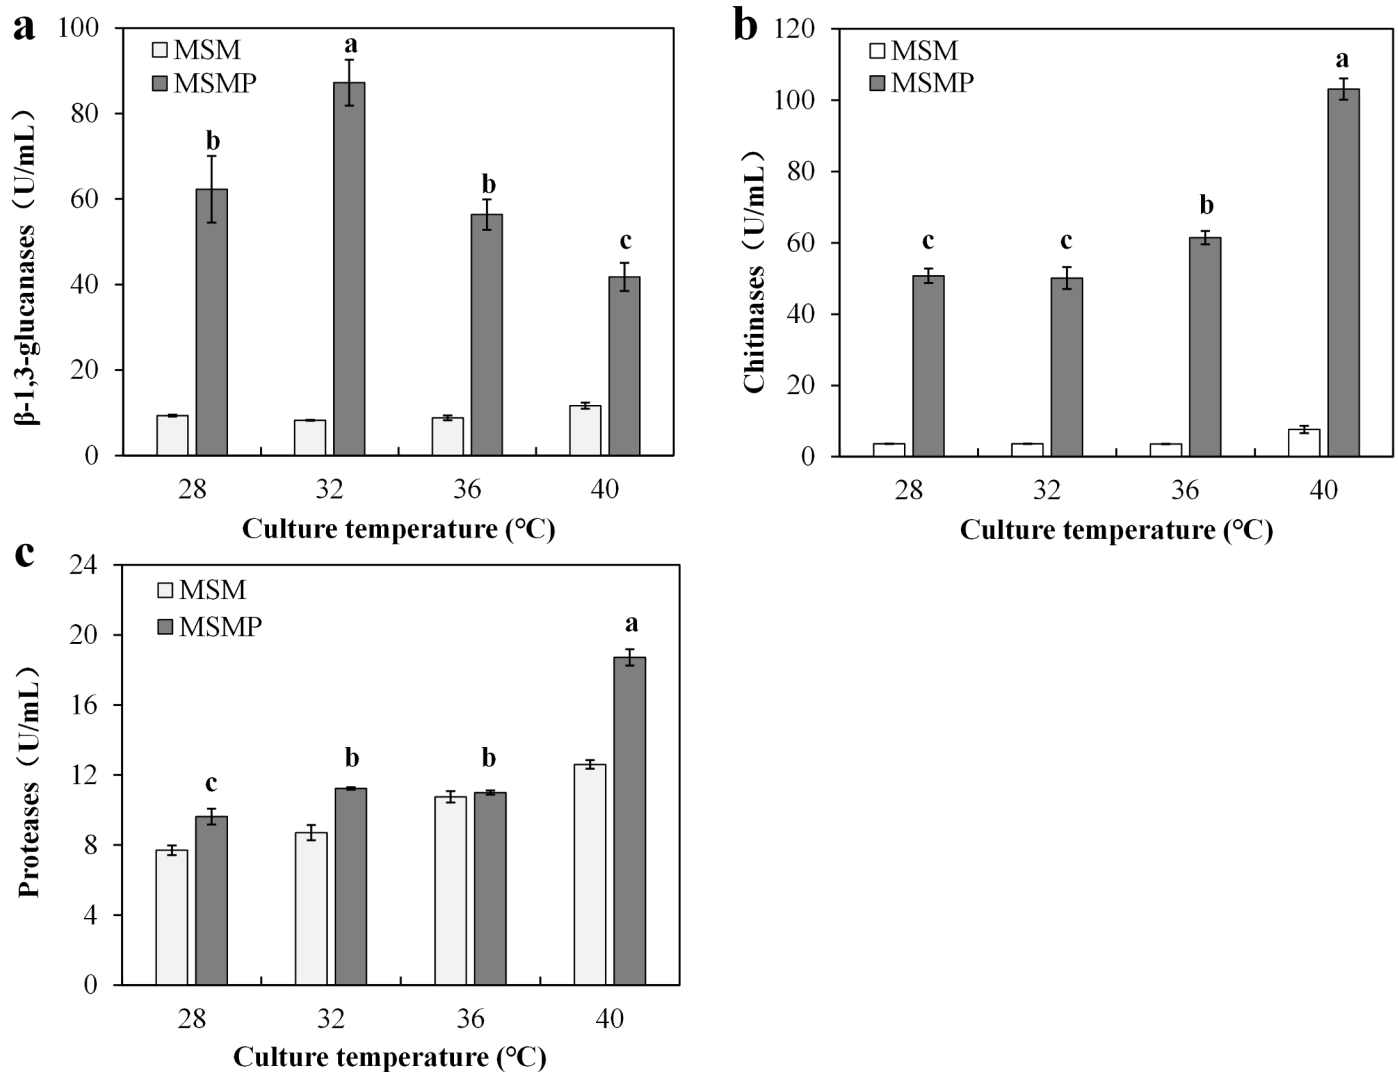 a
100
80
60
40
20
0
β-1,3-glucanases（U/mL）
MSM
MSMP
b
a
b
c
28 32 36 40
Culture temperature (°C)
b
120
100
80
60
40
20
0
Chitinases（U/mL）
MSM
MSMP
c
c
b
a
28 32 36 40
Culture temperature (°C)
c
24
20
16
12
8
4
0
Proteases（U/mL）
MSM
MSMP
c
b
b
a
28 32 36 40
Culture temperature (°C)